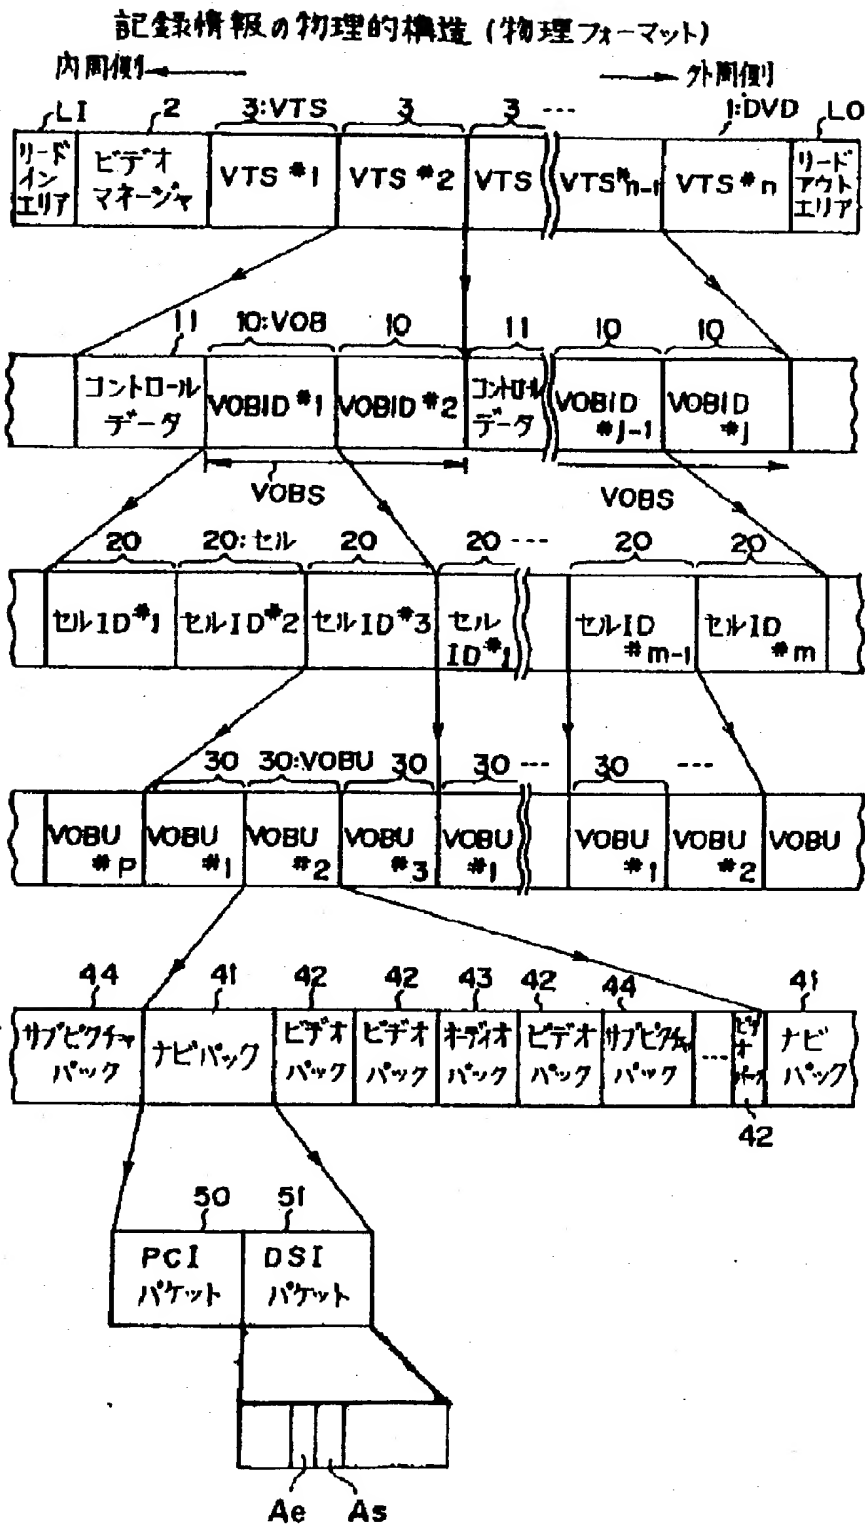 記録情報の物理的構造 (物理フォーマット)
内周側 外周側
LI 2 3:VTS 3 3 --- 1:DVD LO
リードインエリア ビデオマネージャ VTS #1 VTS #2 VTS VTS#n-1 VTS #n リードアウトエリア
11 10:VOB 10 11 10 10
コントロールデータ VOBID #1 VOBID #2 コントロールデータ VOBID #j-1 VOBID #j
VOBS VOBS
20 20:セル 20 20 --- 20 20
セルID#1 セルID#2 セルID#3 セルID#1 セルID #m-1 セルID #m
30 30:VOBU 30 30 --- 30 ---
VOBU #P VOBU #1 VOBU #2 VOBU #3 VOBU #1 VOBU #1 VOBU #2 VOBU
44 41 42 42 43 42 44 41
サブピクチャパック ナビパック ビデオパック ビデオパック オーディオパック ビデオパック サブピクチャパック --- ビデオパック ナビパック
42
50 51
PCIパケット DSIパケット
Ae As